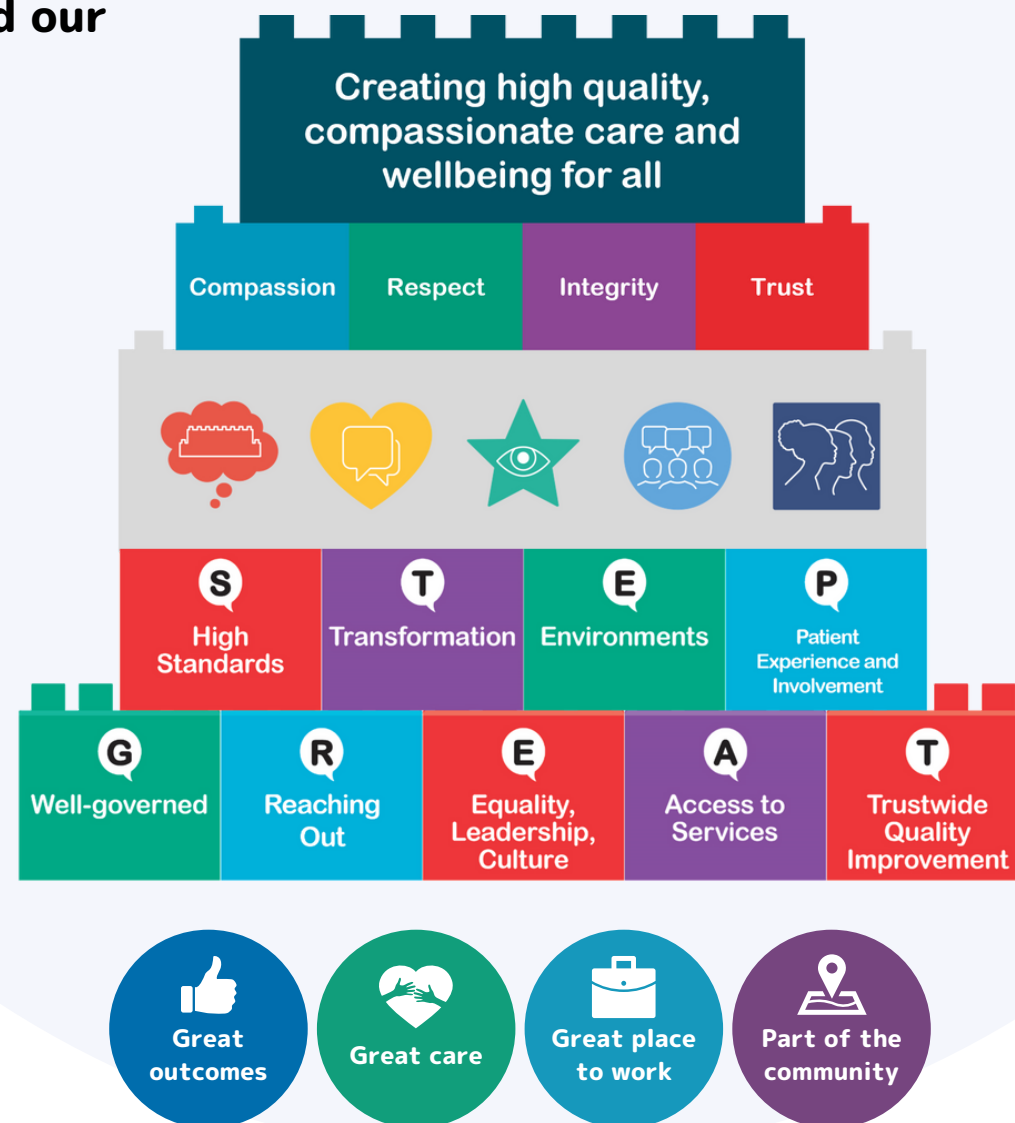 d our
Creating high quality,
compassionate care and
wellbeing for all
Compassion
Respect
Integrity
Trust
S
High
Standards
T
Transformation
E
Environments
P
Patient
Experience and
Involvement
G
Well-governed
R
Reaching
Out
E
Equality,
Leadership,
Culture
A
Access to
Services
T
Trustwide
Quality
Improvement
Great
outcomes
Great care
Great place
to work
Part of the
community